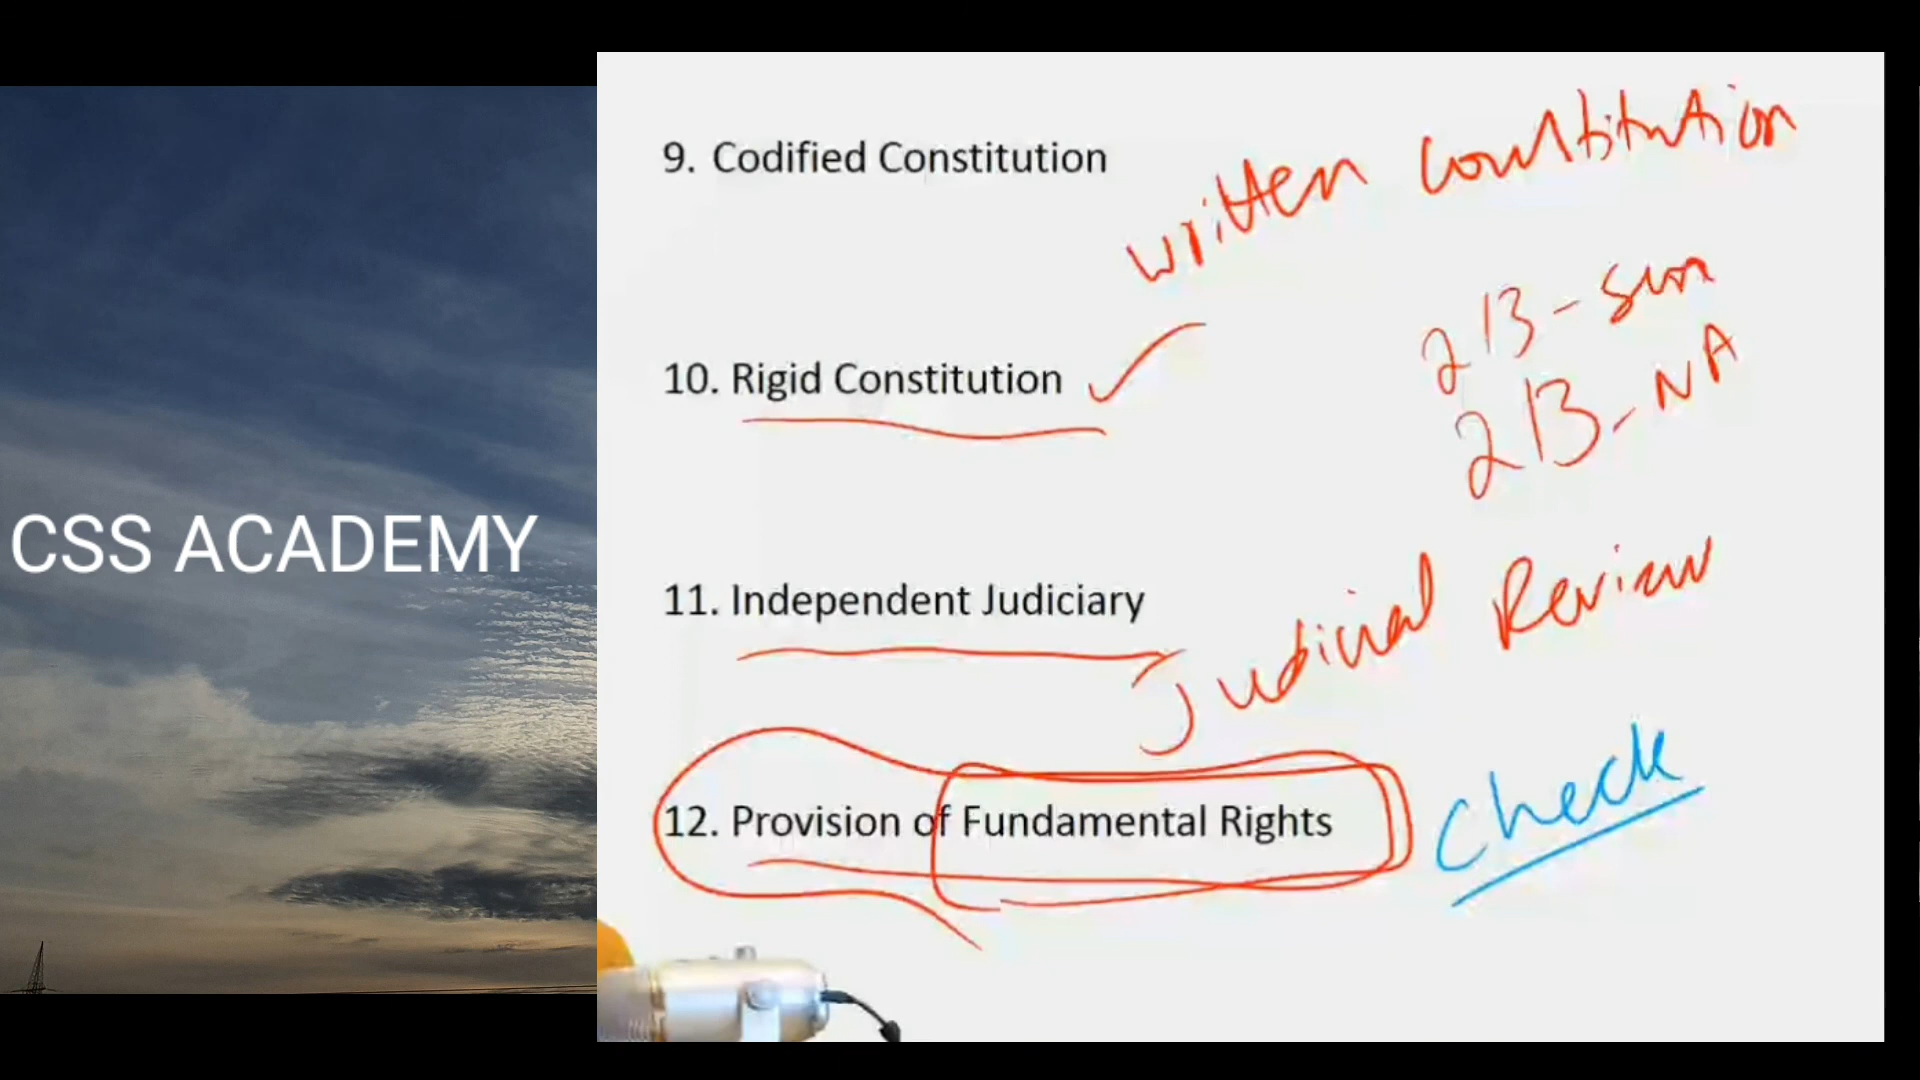 CSS ACADEMY
9. Codified Constitution
written Constitution
2/3 - sen
2/3 - NA
10. Rigid Constitution
11. Independent Judiciary
Judicial Review
12. Provision of Fundamental Rights
Check